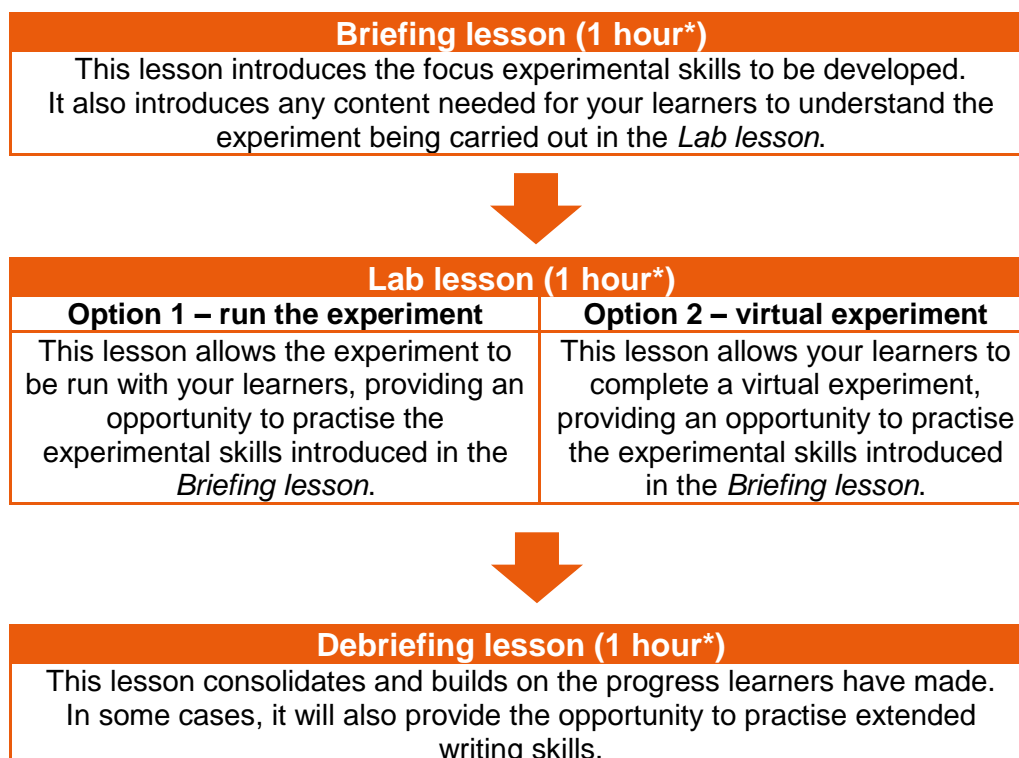 Briefing lesson (1 hour*)
This lesson introduces the focus experimental skills to be developed.
It also introduces any content needed for your learners to understand the
experiment being carried out in the Lab lesson.
Lab lesson (1 hour*)
Option 1 – run the experiment
This lesson allows the experiment to
be run with your learners, providing an
opportunity to practise the
experimental skills introduced in the
Briefing lesson.
Option 2 – virtual experiment
This lesson allows your learners to
complete a virtual experiment,
providing an opportunity to practise
the experimental skills introduced
in the Briefing lesson.
Debriefing lesson (1 hour*)
This lesson consolidates and builds on the progress learners have made.
In some cases, it will also provide the opportunity to practise extended
writing skills.